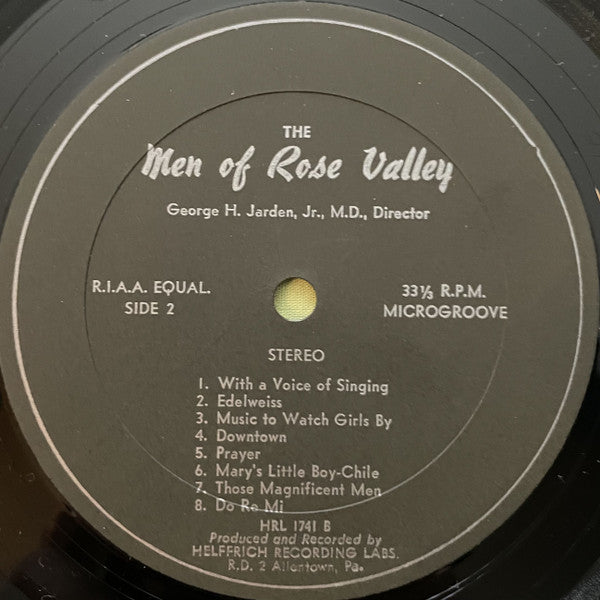 THE
Men of Rose Valley
George H. Jarden, Jr., M.D., Director
R.I.A.A. EQUAL.
SIDE 2
33⅓ R.P.M.
MICROGROOVE
STEREO
1. With a Voice of Singing
2. Edelweiss
3. Music to Watch Girls By
4. Downtown
5. Prayer
6. Mary's Little Boy-Chile
7. Those Magnificent Men
8. Do Re Mi
HRL 1741 B
Produced and Recorded by
HELFFRICH RECORDING LABS.
R.D. 2 Allentown, Pa.